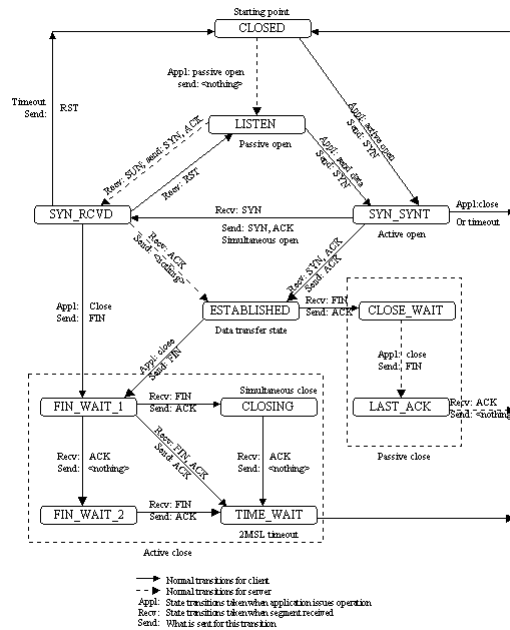 Starting point
CLOSED
Appl: passive open
send: <nothing>
Timeout
Send:
RST
Appl: active open
Send: SYN
LISTEN
Passive open
Recv: SUN; send: SYN, ACK
Recv: RST
Appl: send data
Send: SYN
SYN_RCVD
Recv: SYN
Send: SYN, ACK
Simultaneous open
SYN_SYNT
Active open
Appl:close
Or timeout
Recv: ACK
Send: <nothing>
Recv: SYN, ACK
Send: ACK
Appl: Close
Send: FIN
ESTABLISHED
Data transfer state
Recv: FIN
Send: ACK
CLOSE_WAIT
Appl: close
Send: FIN
Appl: close
Send: FIN
LAST_ACK
Recv: ACK
Send: <nothing>
Passive close
FIN_WAIT_1
Recv: FIN
Send: ACK
Simultaneous close
CLOSING
Recv: ACK
Send: <nothing>
Recv: FIN, ACK
Send: ACK
Recv: ACK
Send: <nothing>
FIN_WAIT_2
Recv: FIN
Send: ACK
TIME_WAIT
2MSL timeout
Active close
Normal transitions for client
Normal transitions for server
Appl: State transitions taken when application issues operation
Recv: State transitions taken when segment received
Send: What is sent for this transition